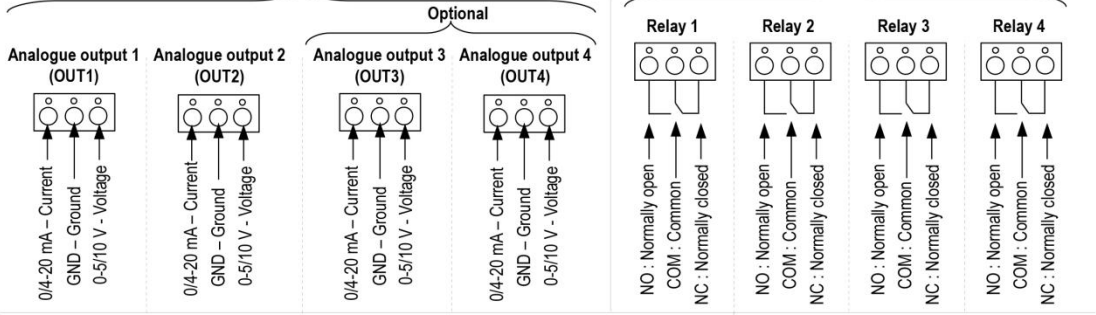 Optional
Analogue output 1
(OUT1)
0/4-20 mA – Current
GND – Ground
0-5/10 V - Voltage
Analogue output 2
(OUT2)
0/4-20 mA – Current
GND – Ground
0-5/10 V - Voltage
Analogue output 3
(OUT3)
0/4-20 mA – Current
GND – Ground
0-5/10 V - Voltage
Analogue output 4
(OUT4)
0/4-20 mA – Current
GND – Ground
0-5/10 V - Voltage
Relay 1
NO : Normally open
COM : Common
NC : Normally closed
Relay 2
NO : Normally open
COM : Common
NC : Normally closed
Relay 3
NO : Normally open
COM : Common
NC : Normally closed
Relay 4
NO : Normally open
COM : Common
NC : Normally closed